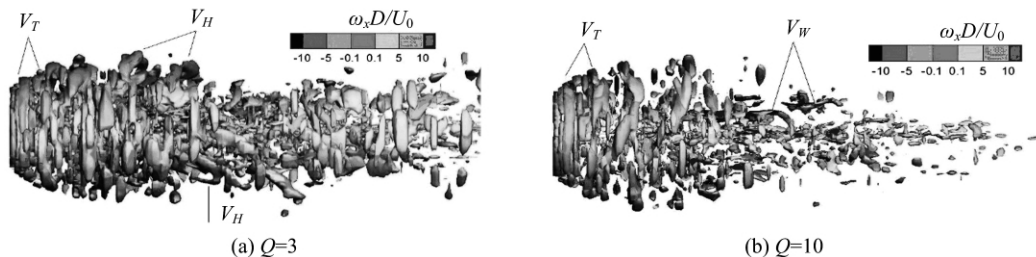 V_T
V_H
ω_xD/U_0
-10 -5 -0.1 0.1 5 10
V_H
(a) Q=3
V_T
V_W
ω_xD/U_0
-10 -5 -0.1 0.1 5 10
(b) Q=10